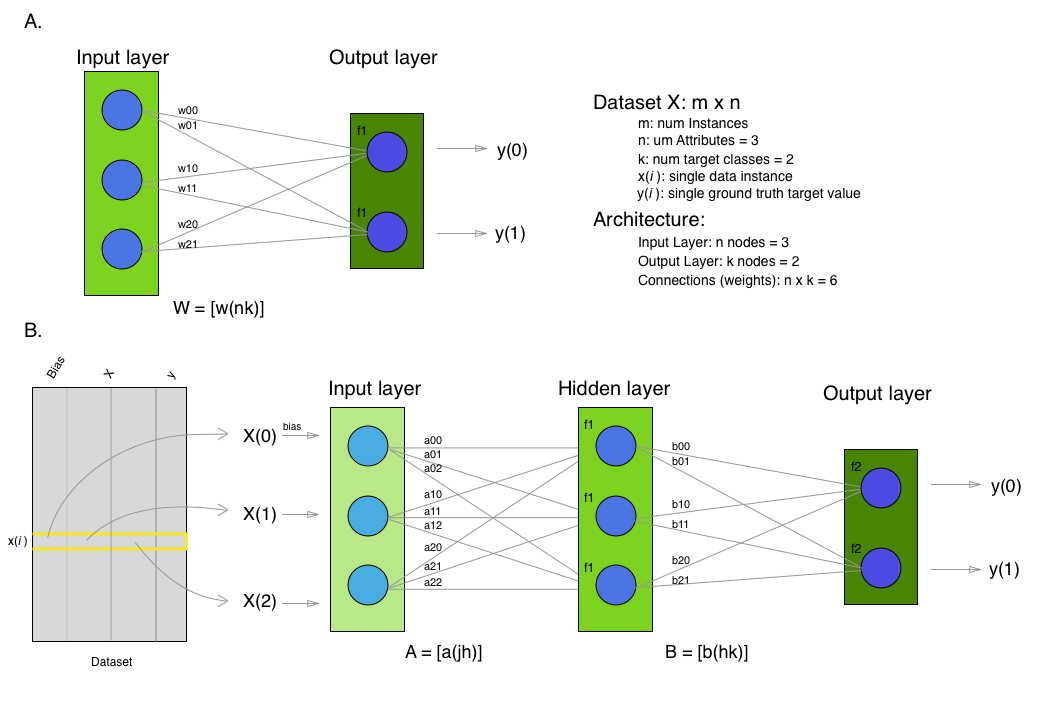 A.
Input layer
Output layer
w00
w01
w10
w11
w20
w21
f1
f1
y(0)
y(1)
W = [w(nk)]
Dataset X: m x n
m: num Instances
n: um Attributes = 3
k: num target classes = 2
x(i ): single data instance
y(i ): single ground truth target value
Architecture:
Input Layer: n nodes = 3
Output Layer: k nodes = 2
Connections (weights): n x k = 6
B.
Bias
X
y
x(i )
Dataset
X(0)
bias
X(1)
X(2)
Input layer
a00
a01
a02
a10
a11
a12
a20
a21
a22
A = [a(jh)]
Hidden layer
f1
f1
f1
b00
b01
b10
b11
b20
b21
B = [b(hk)]
Output layer
f2
f2
y(0)
y(1)